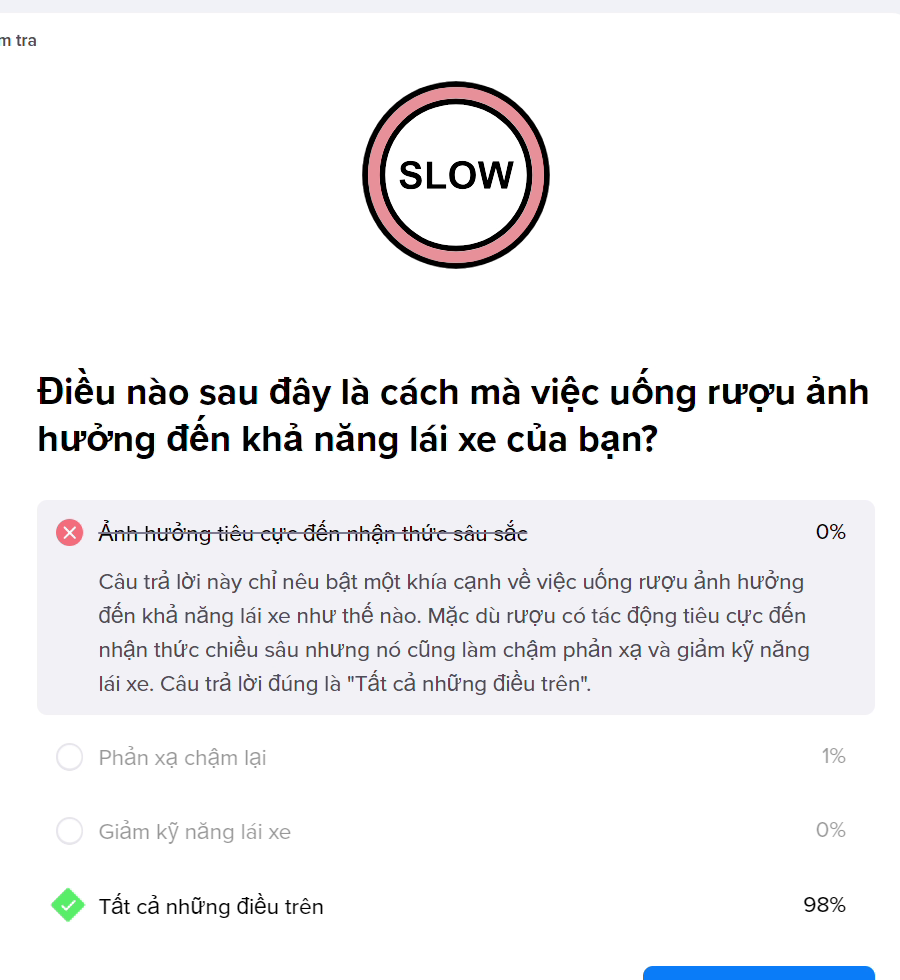 m tra
SLOW
Điều nào sau đây là cách mà việc uống rượu ảnh
hưởng đến khả năng lái xe của bạn?
Ảnh hưởng tiêu cực đến nhận thức sâu sắc 0%
Câu trả lời này chỉ nêu bật một khía cạnh về việc uống rượu ảnh hưởng
đến khả năng lái xe như thế nào. Mặc dù rượu có tác động tiêu cực đến
nhận thức chiều sâu nhưng nó cũng làm chậm phản xạ và giảm kỹ năng
lái xe. Câu trả lời đúng là "Tất cả những điều trên".
Phản xạ chậm lại 1%
Giảm kỹ năng lái xe 0%
Tất cả những điều trên 98%